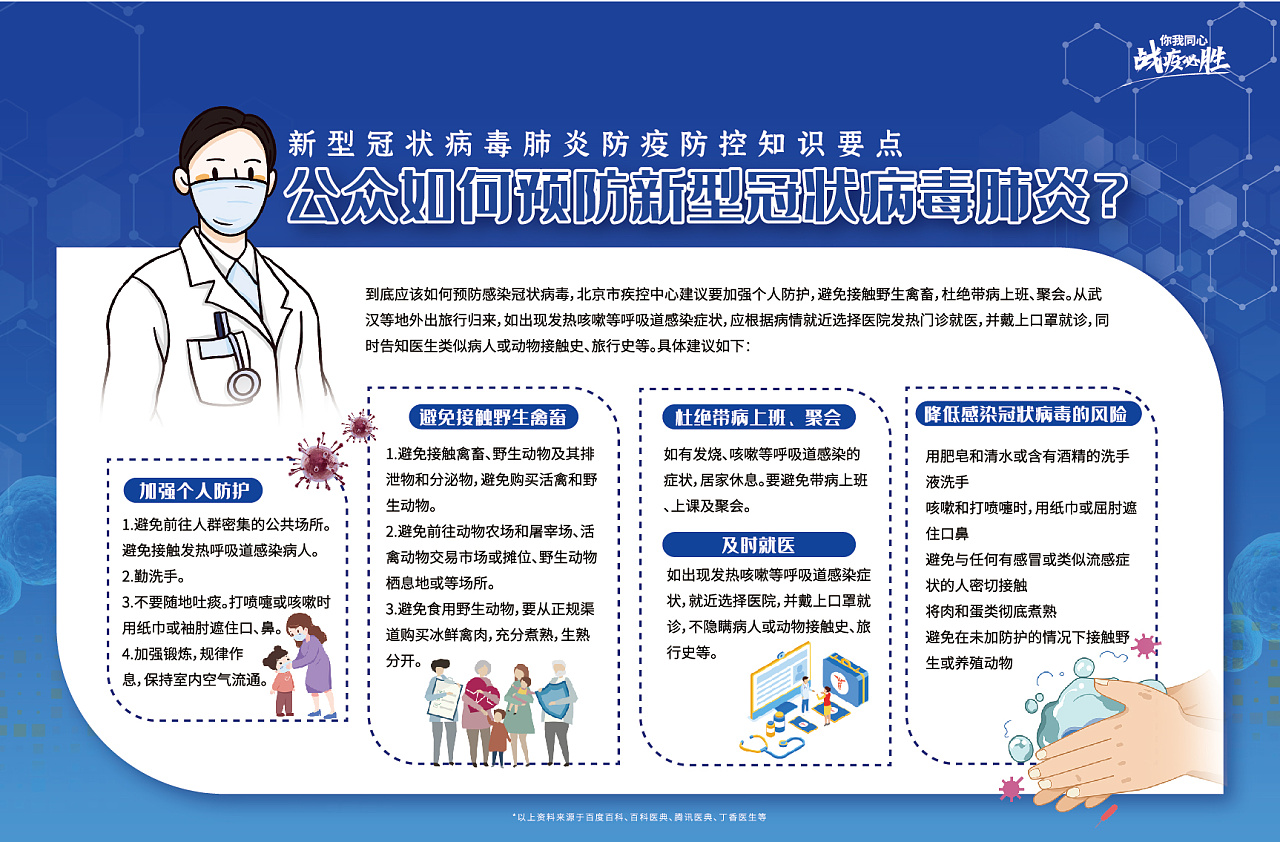 你我同心
战疫必胜
新型冠状病毒肺炎防疫防控知识要点
公众如何预防新型冠状病毒肺炎?
到底应该如何预防感染冠状病毒,北京市疾控中心建议要加强个人防护,避免接触野生禽畜,杜绝带病上班、聚会。从武
汉等地外出旅行归来,如出现发热咳嗽等呼吸道感染症状,应根据病情就近选择医院发热门诊就医,并戴上口罩就诊,同
时告知医生类似病人或动物接触史、旅行史等。具体建议如下:
加强个人防护
1.避免前往人群密集的公共场所。
避免接触发热呼吸道感染病人。
2.勤洗手。
3.不要随地吐痰。打喷嚏或咳嗽时
用纸巾或袖肘遮住口、鼻。
4.加强锻炼,规律作
息,保持室内空气流通。
避免接触野生禽畜
1.避免接触禽畜、野生动物及其排
泄物和分泌物,避免购买活禽和野
生动物。
2.避免前往动物农场和屠宰场、活
禽动物交易市场或摊位、野生动物
栖息地或等场所。
3.避免食用野生动物,要从正规渠
道购买冰鲜禽肉,充分煮熟,生熟
分开。
杜绝带病上班、聚会
如有发烧、咳嗽等呼吸道感染的
症状,居家休息。要避免带病上班
、上课及聚会。
及时就医
如出现发热咳嗽等呼吸道感染症
状,就近选择医院,并戴上口罩就
诊,不隐瞒病人或动物接触史、旅
行史等。
降低感染冠状病毒的风险
用肥皂和清水或含有酒精的洗手
液洗手
咳嗽和打喷嚏时,用纸巾或屈肘遮
住口鼻
避免与任何有感冒或类似流感症
状的人密切接触
将肉和蛋类彻底煮熟
避免在未加防护的情况下接触野
生或养殖动物
*以上资料来源于百度百科、百科医典、腾讯医典、丁香医生等